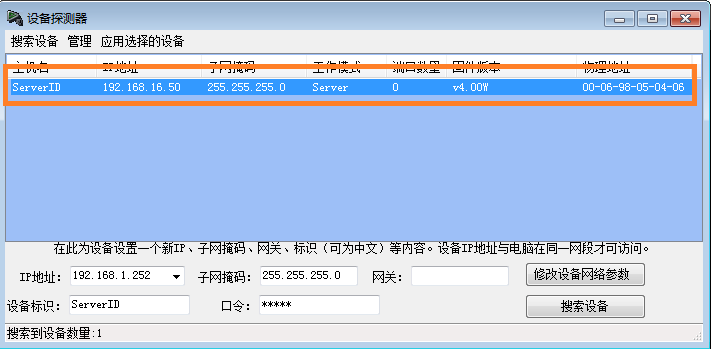 设备探测器
搜索设备 管理 应用选择的设备
主机名 IP地址 子网掩码 工作模式 端口数量 固件版本 物理地址
ServerID 192.168.16.50 255.255.255.0 Server 0 v4.00W 00-06-98-05-04-06
在此为设备设置一个新IP、子网掩码、网关、标识（可为中文）等内容。设备IP地址与电脑在同一网段才可访问。
IP地址: 192.168.1.252 子网掩码: 255.255.255.0 网关: 修改设备网络参数
设备标识: ServerID 口令: ***** 搜索设备
搜索到设备数量:1